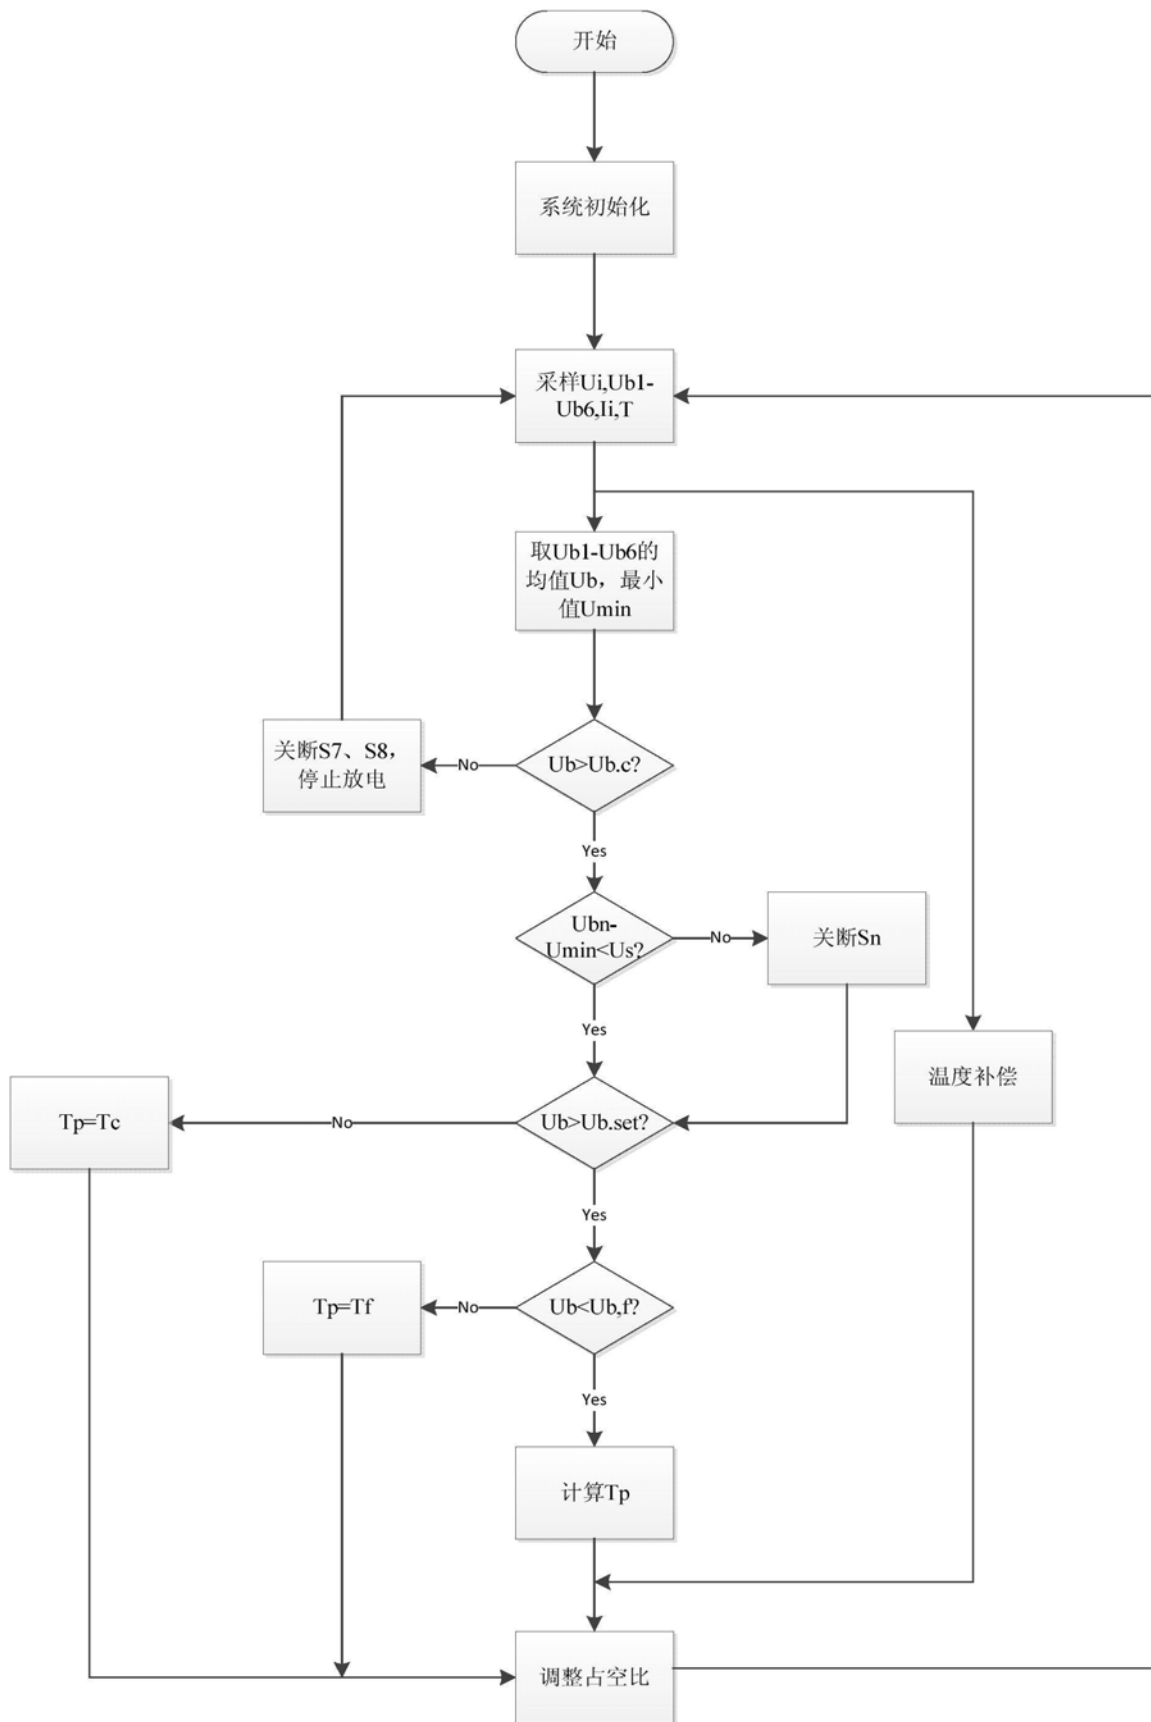 开始
系统初始化
采样Ui,Ub1-
Ub6,Ii,T
取Ub1-Ub6的
均值Ub，最小
值Umin
关断S7、S8，
停止放电
No
Ub>Ub.c?
Yes
Ubn-
Umin<Us?
No
关断Sn
Yes
温度补偿
Tp=Tc
No
Ub>Ub.set?
Yes
Tp=Tf
No
Ub<Ub,f?
Yes
计算Tp
调整占空比